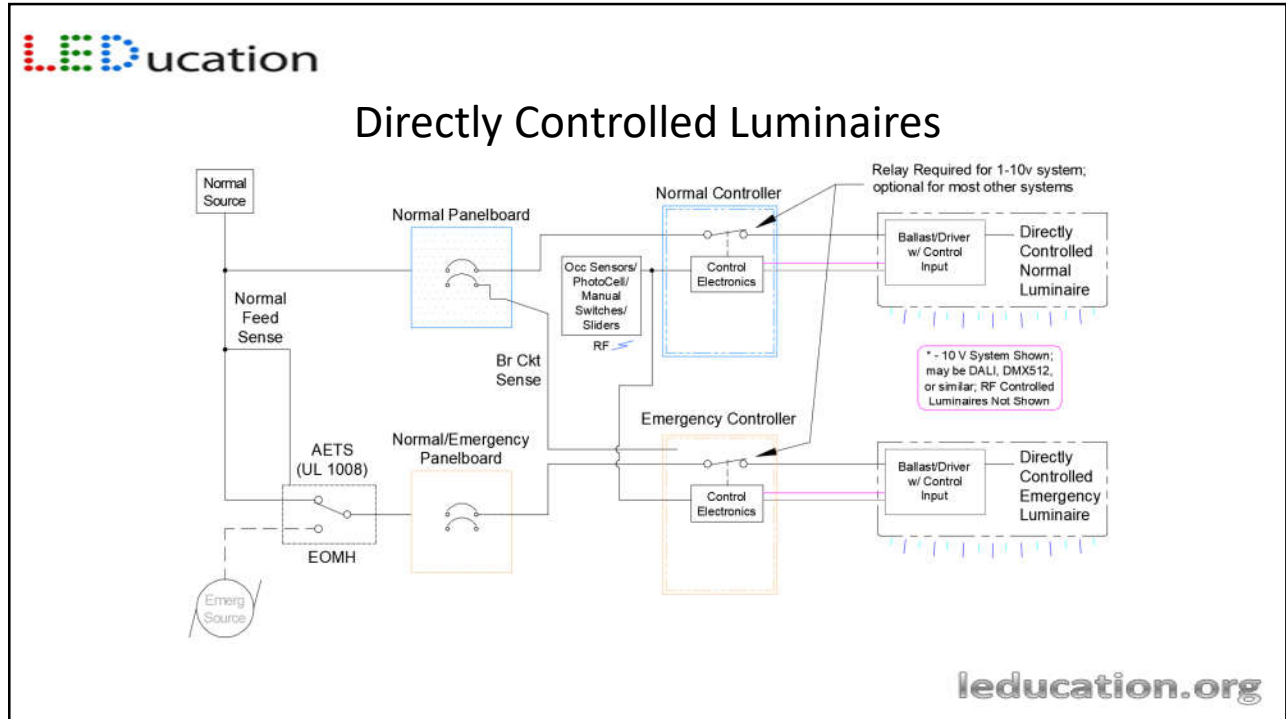 LEDucation
Directly Controlled Luminaires
Normal
Source
Normal Panelboard
Normal Controller
Relay Required for 1-10v system;
optional for most other systems
Occ Sensors/
PhotoCell/
Manual
Switches/
Sliders
RF
Control
Electronics
Ballast/Driver
w/ Control
Input
Directly
Controlled
Normal
Luminaire
Normal
Feed
Sense
Br Ckt
Sense
* - 10 V System Shown;
may be DALI, DMX512,
or similar; RF Controlled
Luminaires Not Shown
AETS
(UL 1008)
EOMH
Normal/Emergency
Panelboard
Emergency Controller
Control
Electronics
Ballast/Driver
w/ Control
Input
Directly
Controlled
Emergency
Luminaire
Emerg
Source
leducation.org